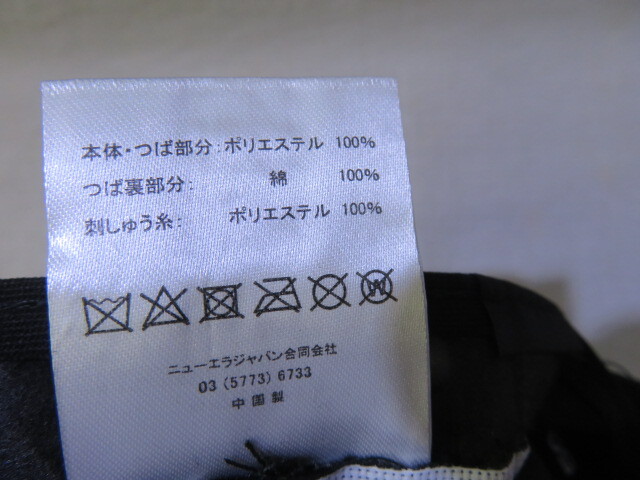 本体・つば部分:ポリエステル 100%
つば裏部分: 綿 100%
刺しゅう糸: ポリエステル 100%
W
ニューエラジャパン合同会社
03 (5773) 6733
中国製